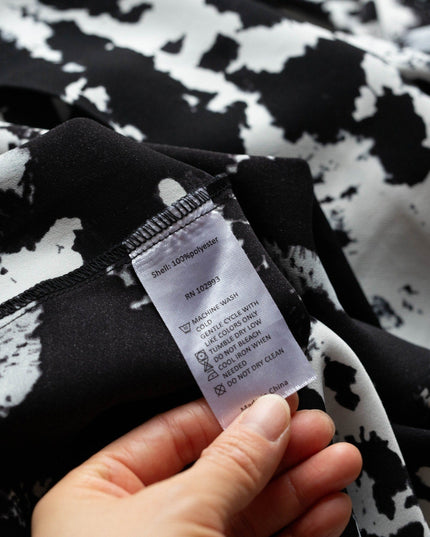 Shell: 100%polyester
RN 102993
MACHINE WASH
COLD
GENTLE CYCLE WITH
LIKE COLORS ONLY
TUMBLE DRY LOW
DO NOT BLEACH
COOL IRON WHEN
NEEDED
DO NOT DRY CLEAN
Made in China